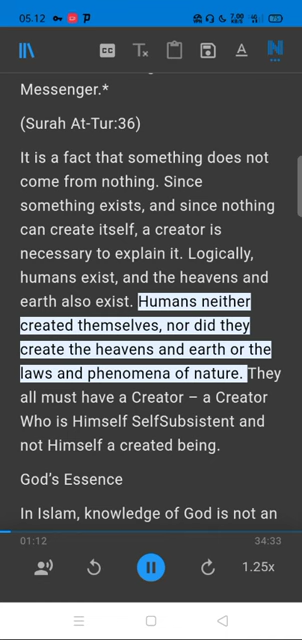 05.12
7.00 KB/S
CC
Messenger.*
(Surah At-Tur:36)
It is a fact that something does not
come from nothing. Since
something exists, and since nothing
can create itself, a creator is
necessary to explain it. Logically,
humans exist, and the heavens and
earth also exist. Humans neither
created themselves, nor did they
create the heavens and earth or the
laws and phenomena of nature. They
all must have a Creator – a Creator
Who is Himself SelfSubsistent and
not Himself a created being.
God's Essence
In Islam, knowledge of God is not an
01:12
34:33
1.25x